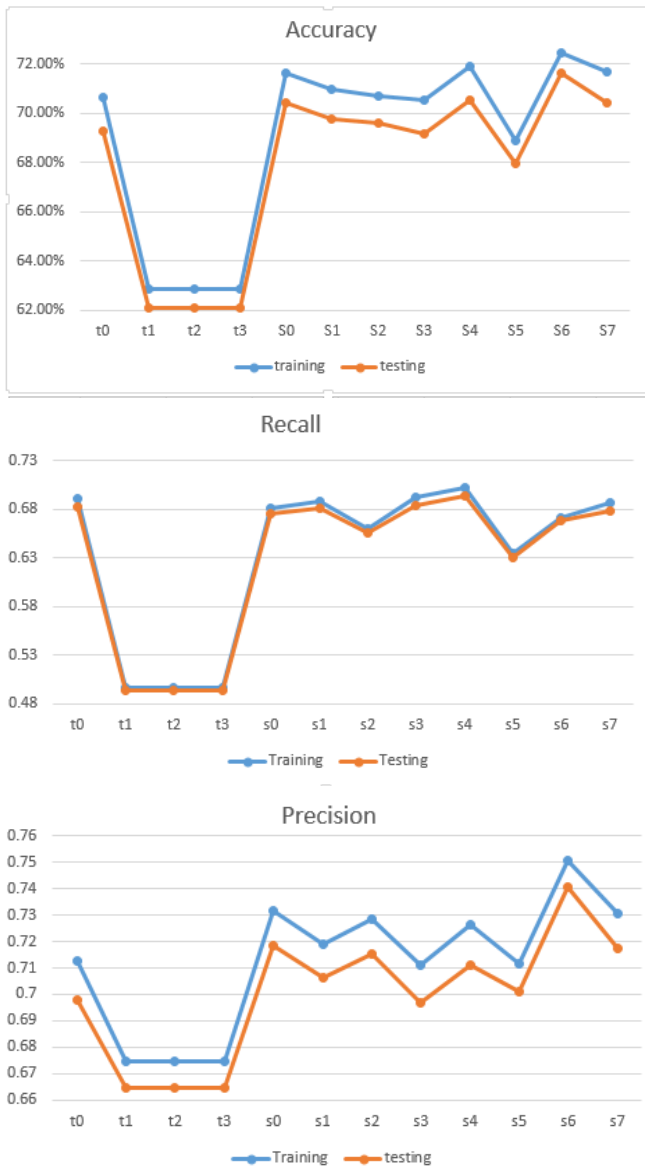 Accuracy
72.00%
70.00%
68.00%
66.00%
64.00%
62.00%
t0 t1 t2 t3 S0 S1 S2 S3 S4 S5 S6 S7
training testing
Recall
0.73
0.68
0.63
0.58
0.53
0.48
t0 t1 t2 t3 s0 s1 s2 s3 s4 s5 s6 s7
Training Testing
Precision
0.76
0.75
0.74
0.73
0.72
0.71
0.7
0.69
0.68
0.67
0.66
t0 t1 t2 t3 s0 s1 s2 s3 s4 s5 s6 s7
Training testing